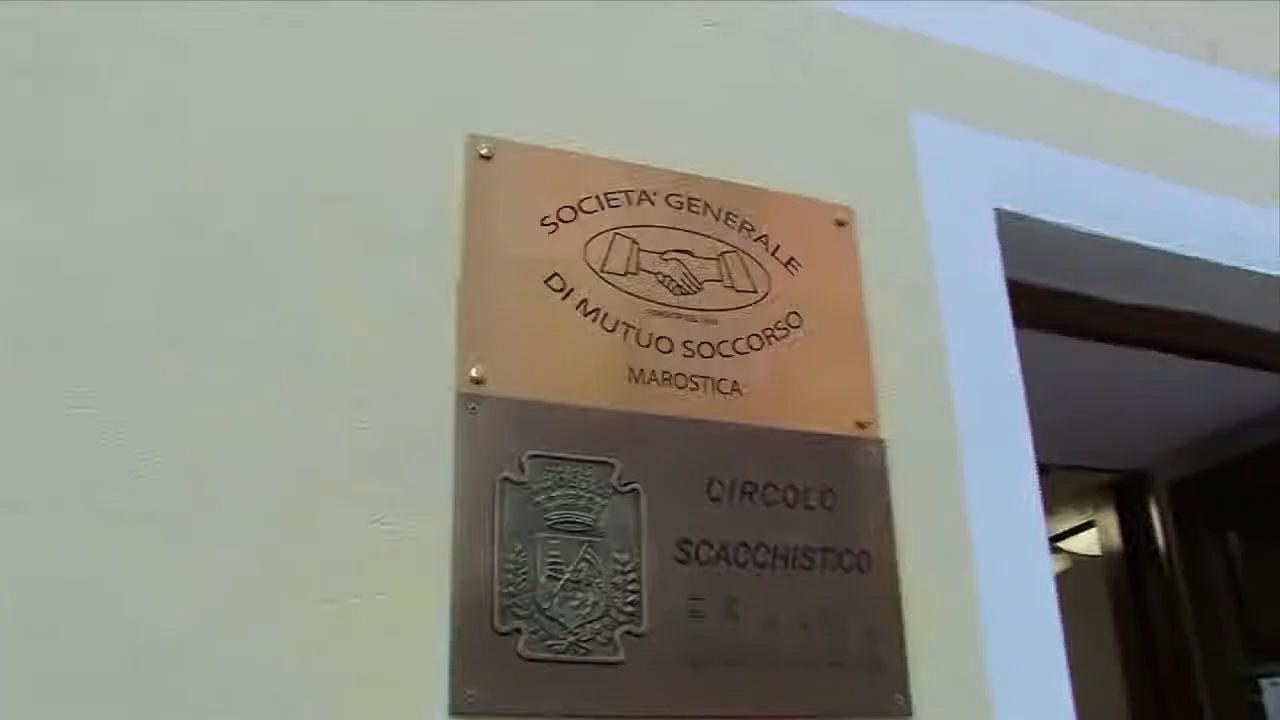 SOCIETA' GENERALE
DI MUTUO SOCCORSO
MAROSTICA
CIRCOLO
SCACCHISTICO